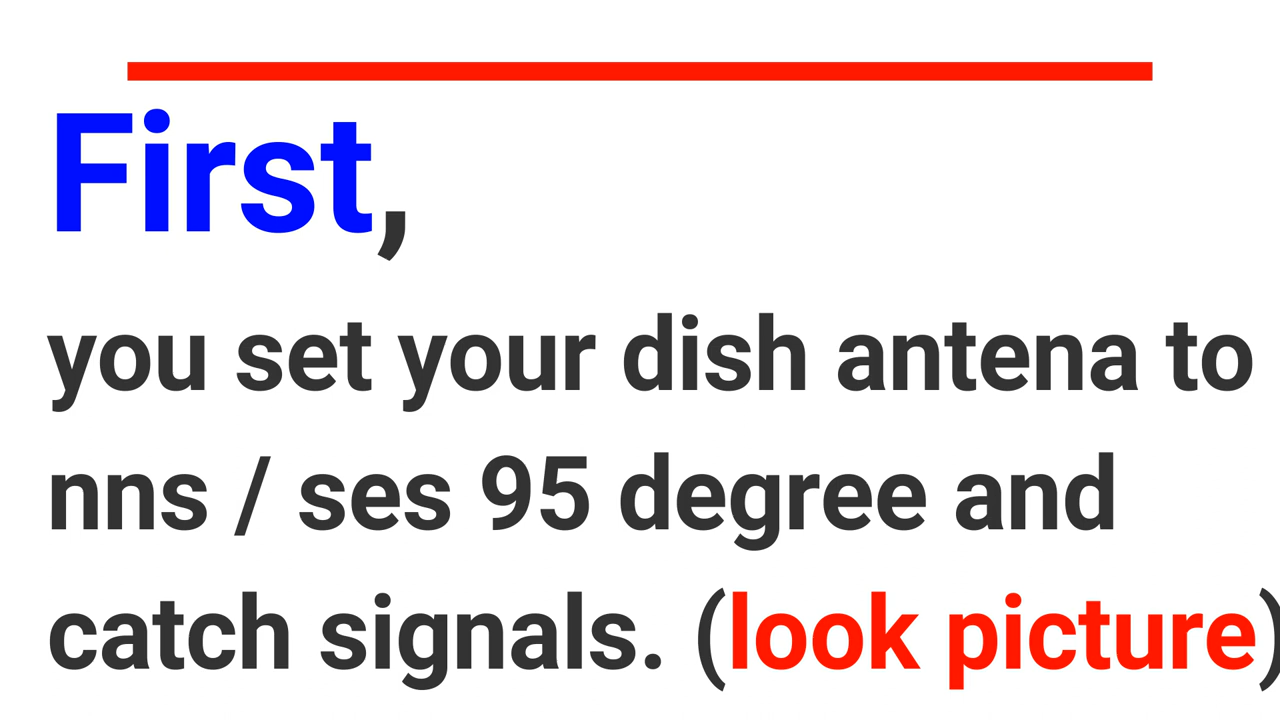 First,
you set your dish antena to
nns / ses 95 degree and
catch signals. (look picture)